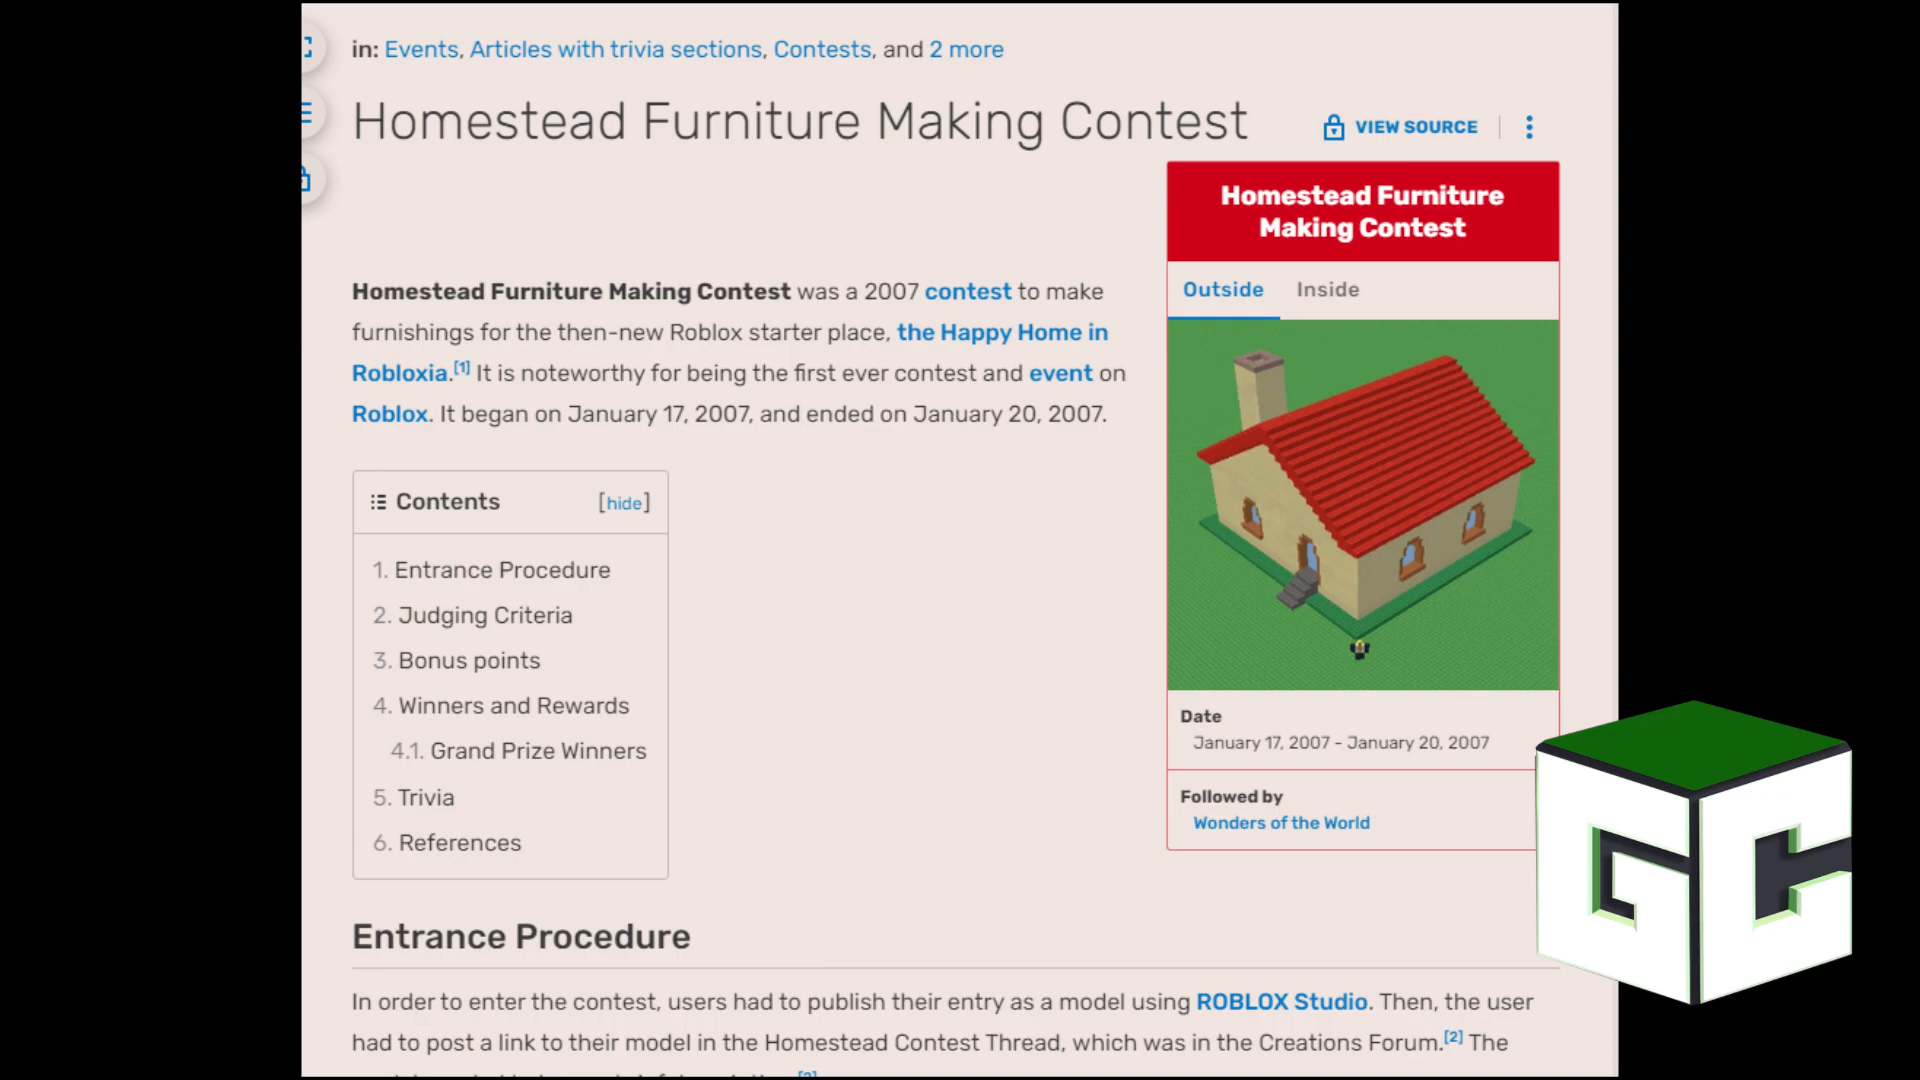 in: Events, Articles with trivia sections, Contests, and 2 more
Homestead Furniture Making Contest
VIEW SOURCE
Homestead Furniture
Making Contest
Outside
Inside
Homestead Furniture Making Contest was a 2007 contest to make
furnishings for the then-new Roblox starter place, the Happy Home in
Robloxia.[1] It is noteworthy for being the first ever contest and event on
Roblox. It began on January 17, 2007, and ended on January 20, 2007.
Contents [hide]
1. Entrance Procedure
2. Judging Criteria
3. Bonus points
4. Winners and Rewards
4.1. Grand Prize Winners
5. Trivia
6. References
Date
January 17, 2007 - January 20, 2007
Followed by
Wonders of the World
GC
Entrance Procedure
In order to enter the contest, users had to publish their entry as a model using ROBLOX Studio. Then, the user
had to post a link to their model in the Homestead Contest Thread, which was in the Creations Forum.[2] The